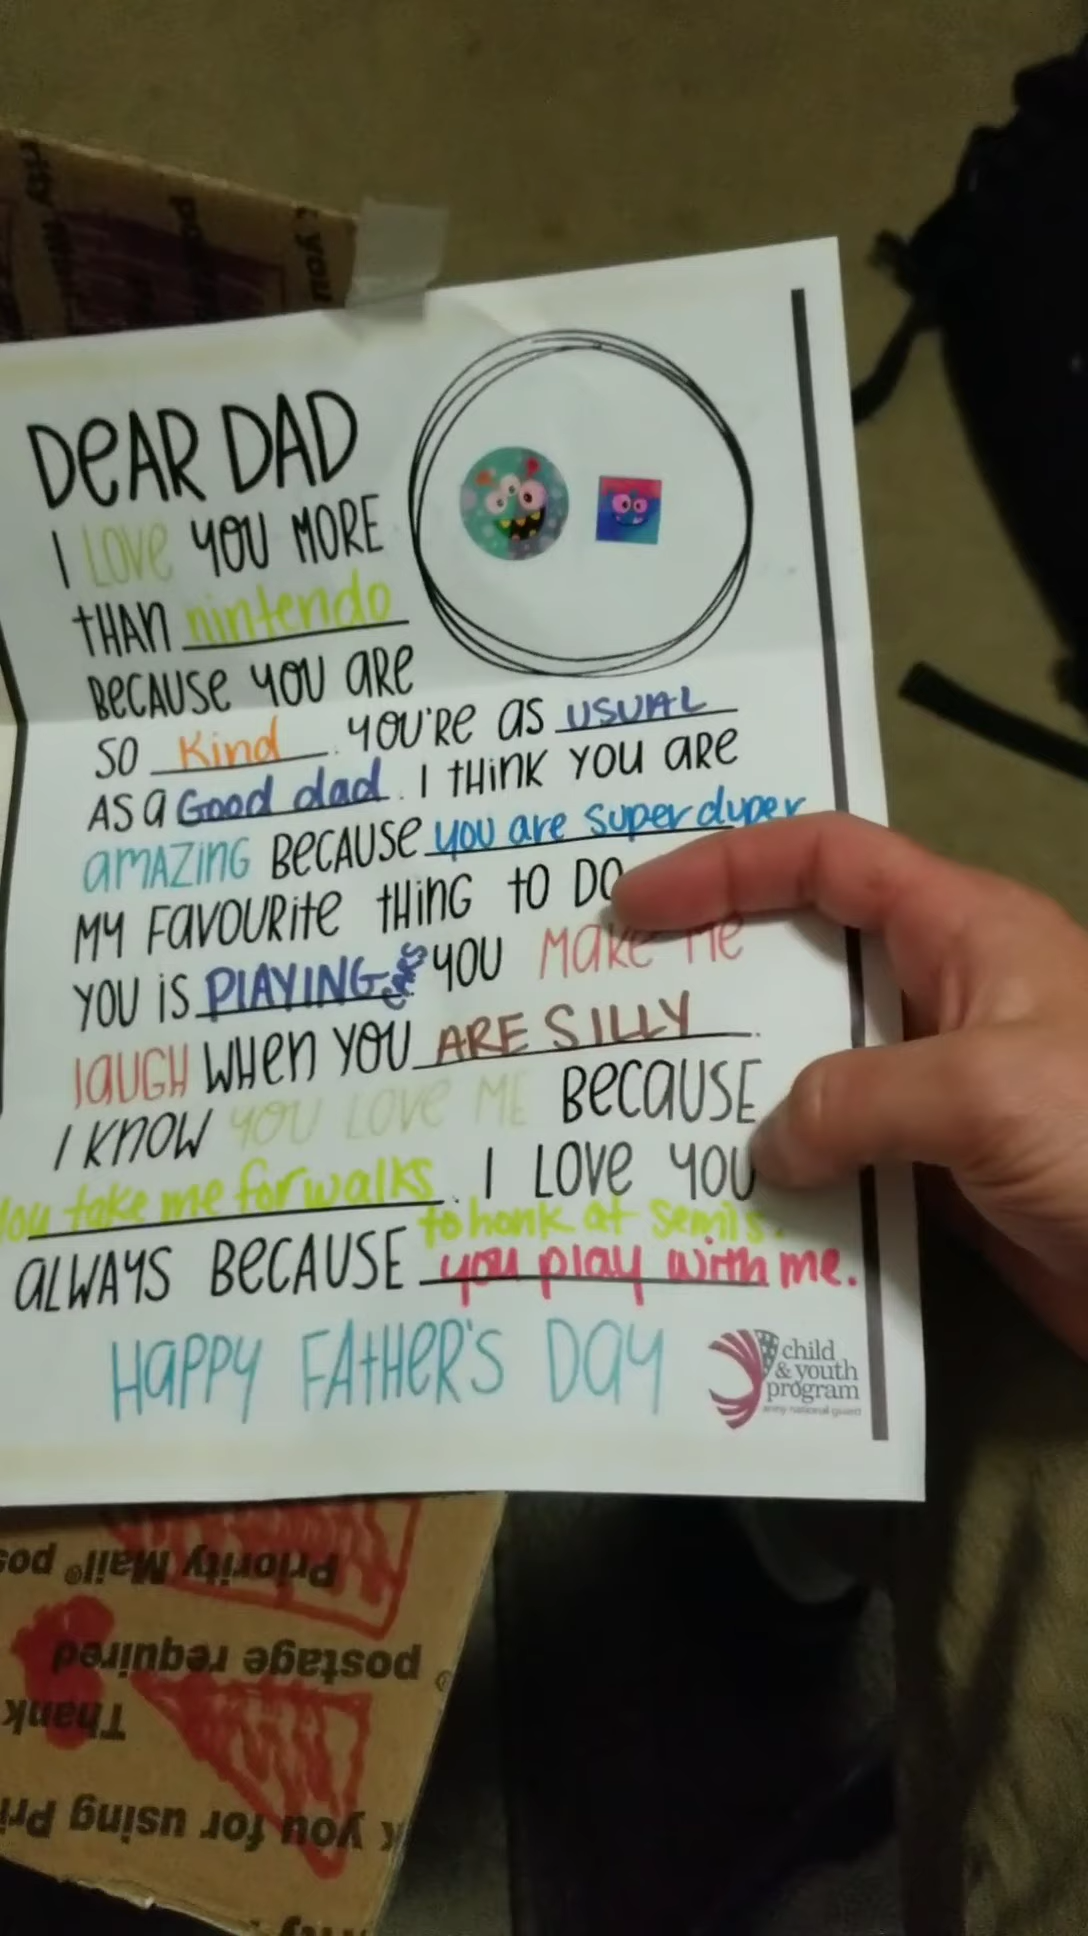 DEAR DAD
I LOVE YOU MORE
THAN nintendo
BECAUSE YOU ARE
SO Kind. YOU'RE AS USUAL
AS A Good dad. I THINK YOU ARE
AMAZING BECAUSE you are super duper
MY FAVOURITE THING TO DO
YOU IS PLAYING CARS YOU MAKE ME
LAUGH WHEN YOU ARE SILLY.
I KNOW YOU LOVE ME BECAUSE
You take me for walks. I LOVE YOU
to honk at semis.
ALWAYS BECAUSE you play with me.
HAPPY FATHER'S DAY
child
& youth
program
army national guard
Priority Mail®
postage required
Thank
you for using Pri